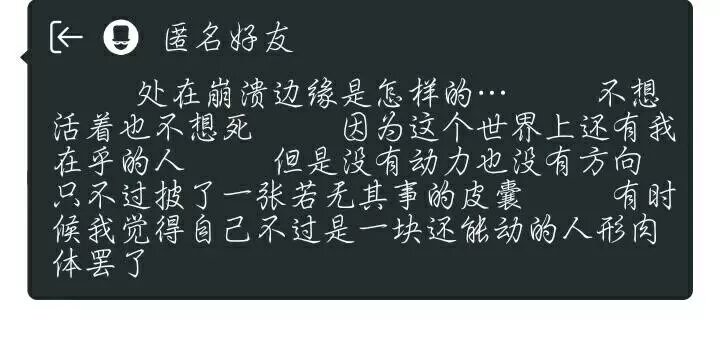 匿名好友
处在崩溃边缘是怎样的… 不想
活着也不想死 因为这个世界上还有我
在乎的人 但是没有动力也没有方向
只不过披了一张若无其事的皮囊 有时
候我觉得自己不过是一块还能动的人形肉
体罢了